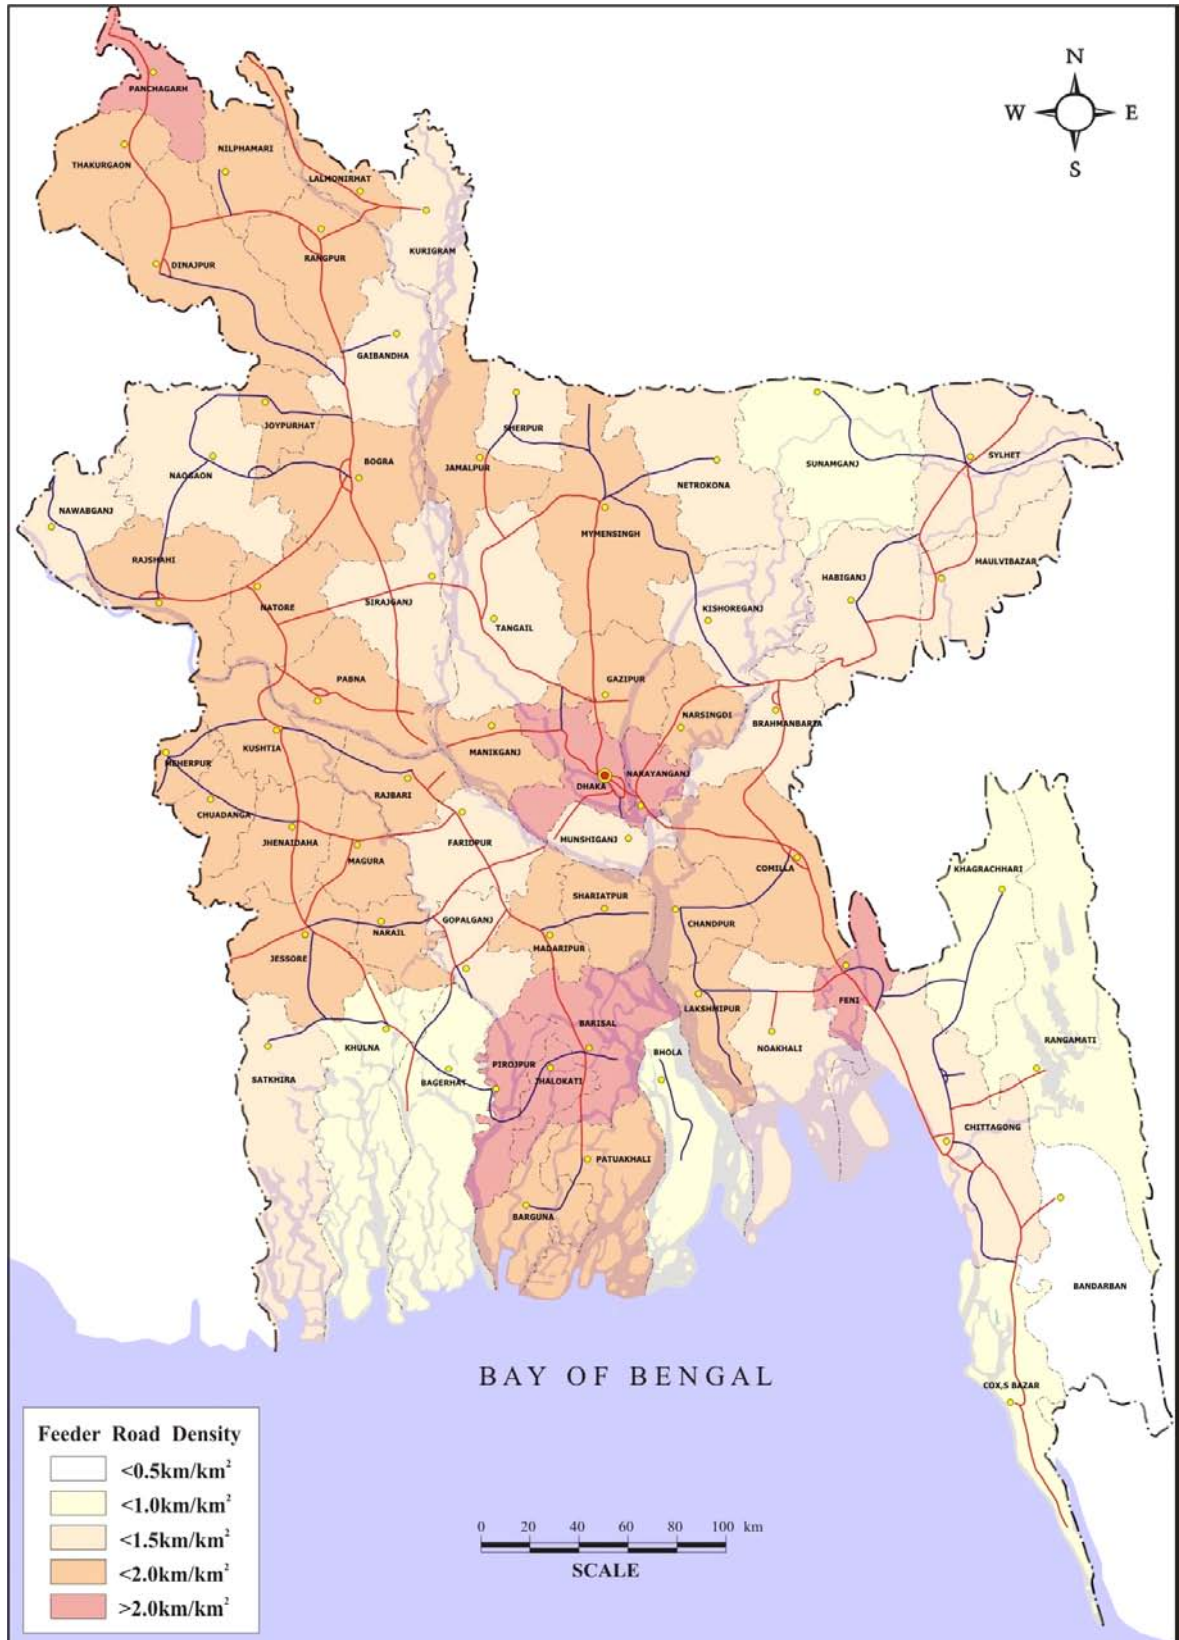 N
W E
S
PANCHAGARH
THAKURGAON
NILPHAMARI
LALMONIRHAT
DINAJPUR
RANGPUR
KURIGRAM
GAIBANDHA
JOYPURHAT
SHERPUR
NAOGAON
BOGRA
JAMALPUR
NETROKONA
SUNAMGANJ
SYLHET
NAWABGANJ
MYMENSINGH
RAJSHAHI
HABIGANJ
MAULVIBAZAR
NATORE
SIRAJGANJ
TANGAIL
KISHOREGANJ
PABNA
GAZIPUR
NARSINGDI
BRAHMANBARIA
KUSHTIA
MANIKGANJ
MEHERPUR
RAJBARI
DHAKA
NARAYANGANJ
CHUADANGA
JHENAIDAHA
MAGURA
FARIDPUR
MUNSHIGANJ
COMILLA
KHAGRACHHARI
SHARIATPUR
GOPALGANJ
CHANDPUR
NARAIL
MADARIPUR
JESSORE
LAKSHMIPUR
FENI
BARISAL
NOAKHALI
RANGAMATI
KHULNA
BHOLA
SATKHIRA
BAGERHAT
PIROJPUR
JHALOKATI
CHITTAGONG
PATUAKHALI
BARGUNA
BANDARBAN
BAY OF BENGAL
COX,S BAZAR
Feeder Road Density
<0.5km/km²
<1.0km/km²
<1.5km/km²
<2.0km/km²
>2.0km/km²
0 20 40 60 80 100 km
SCALE